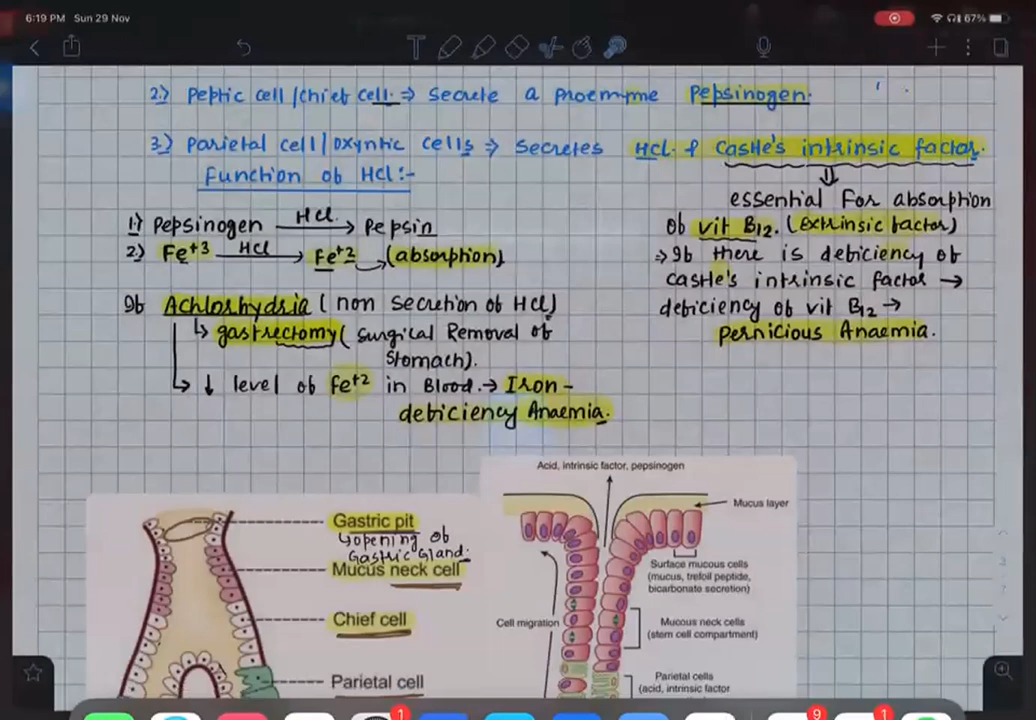 6:19 PM Sun 29 Nov
67%
2.) Peptic cell / chief cell. ⇒ Secrete a proenzyme Pepsinogen.
3.) Parietal cell / Oxyntic cells ⇒ Secretes HCl. & Castle's intrinsic factor.
Function of HCl:-
1.) Pepsinogen HCl. → Pepsin
2.) Fe+3 HCl → Fe+2 → (absorption)
If Achlorhydria (non secretion of HCl)
↳ gastrectomy (Surgical Removal of
Stomach).
↳ ↓ level of Fe+2 in Blood. → Iron-
deficiency Anaemia.
⇓
essential For absorption
of vit B12. (Extrinsic factor)
→ If there is deficiency of
castle's intrinsic factor →
deficiency of vit B12 →
pernicious Anaemia.
Gastric pit
↳ opening of
Gastric Gland.
Mucus neck cell
Chief cell
Parietal cell
Acid, intrinsic factor, pepsinogen
Mucus layer
Surface mucous cells
(mucus, trefoil peptide,
bicarbonate secretion)
Cell migration
Mucous neck cells
(stem cell compartment)
Parietal cells
(acid, intrinsic factor
1
9
1